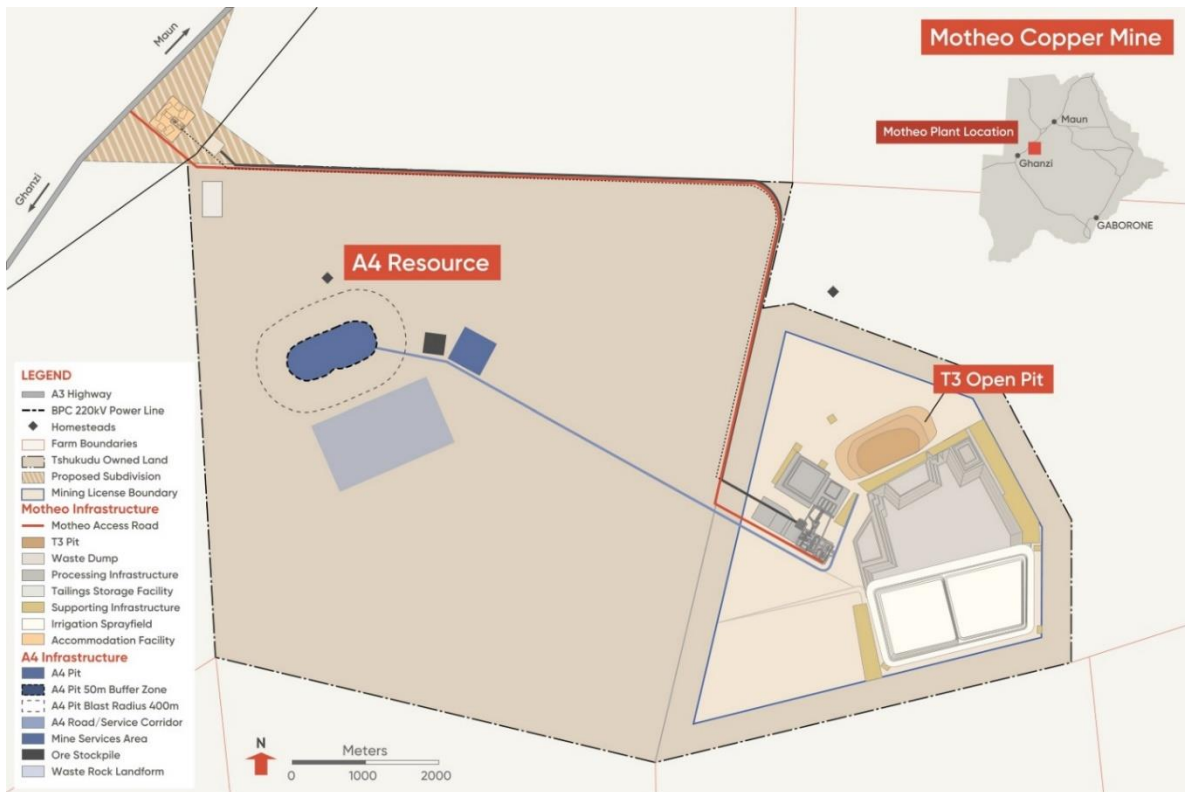 Motheo Copper Mine
Maun
Ghanzi
Maun
Motheo Plant Location
Ghanzi
GABORONE
A4 Resource
T3 Open Pit
LEGEND
A3 Highway
BPC 220kV Power Line
Homesteads
Farm Boundaries
Tshukudu Owned Land
Proposed Subdivision
Mining License Boundary
Motheo Infrastructure
Motheo Access Road
T3 Pit
Waste Dump
Processing Infrastructure
Tailings Storage Facility
Supporting Infrastructure
Irrigation Sprayfield
Accommodation Facility
A4 Infrastructure
A4 Pit
A4 Pit 50m Buffer Zone
A4 Pit Blast Radius 400m
A4 Road/Service Corridor
Mine Services Area
Ore Stockpile
Waste Rock Landform
N
Meters
0 1000 2000